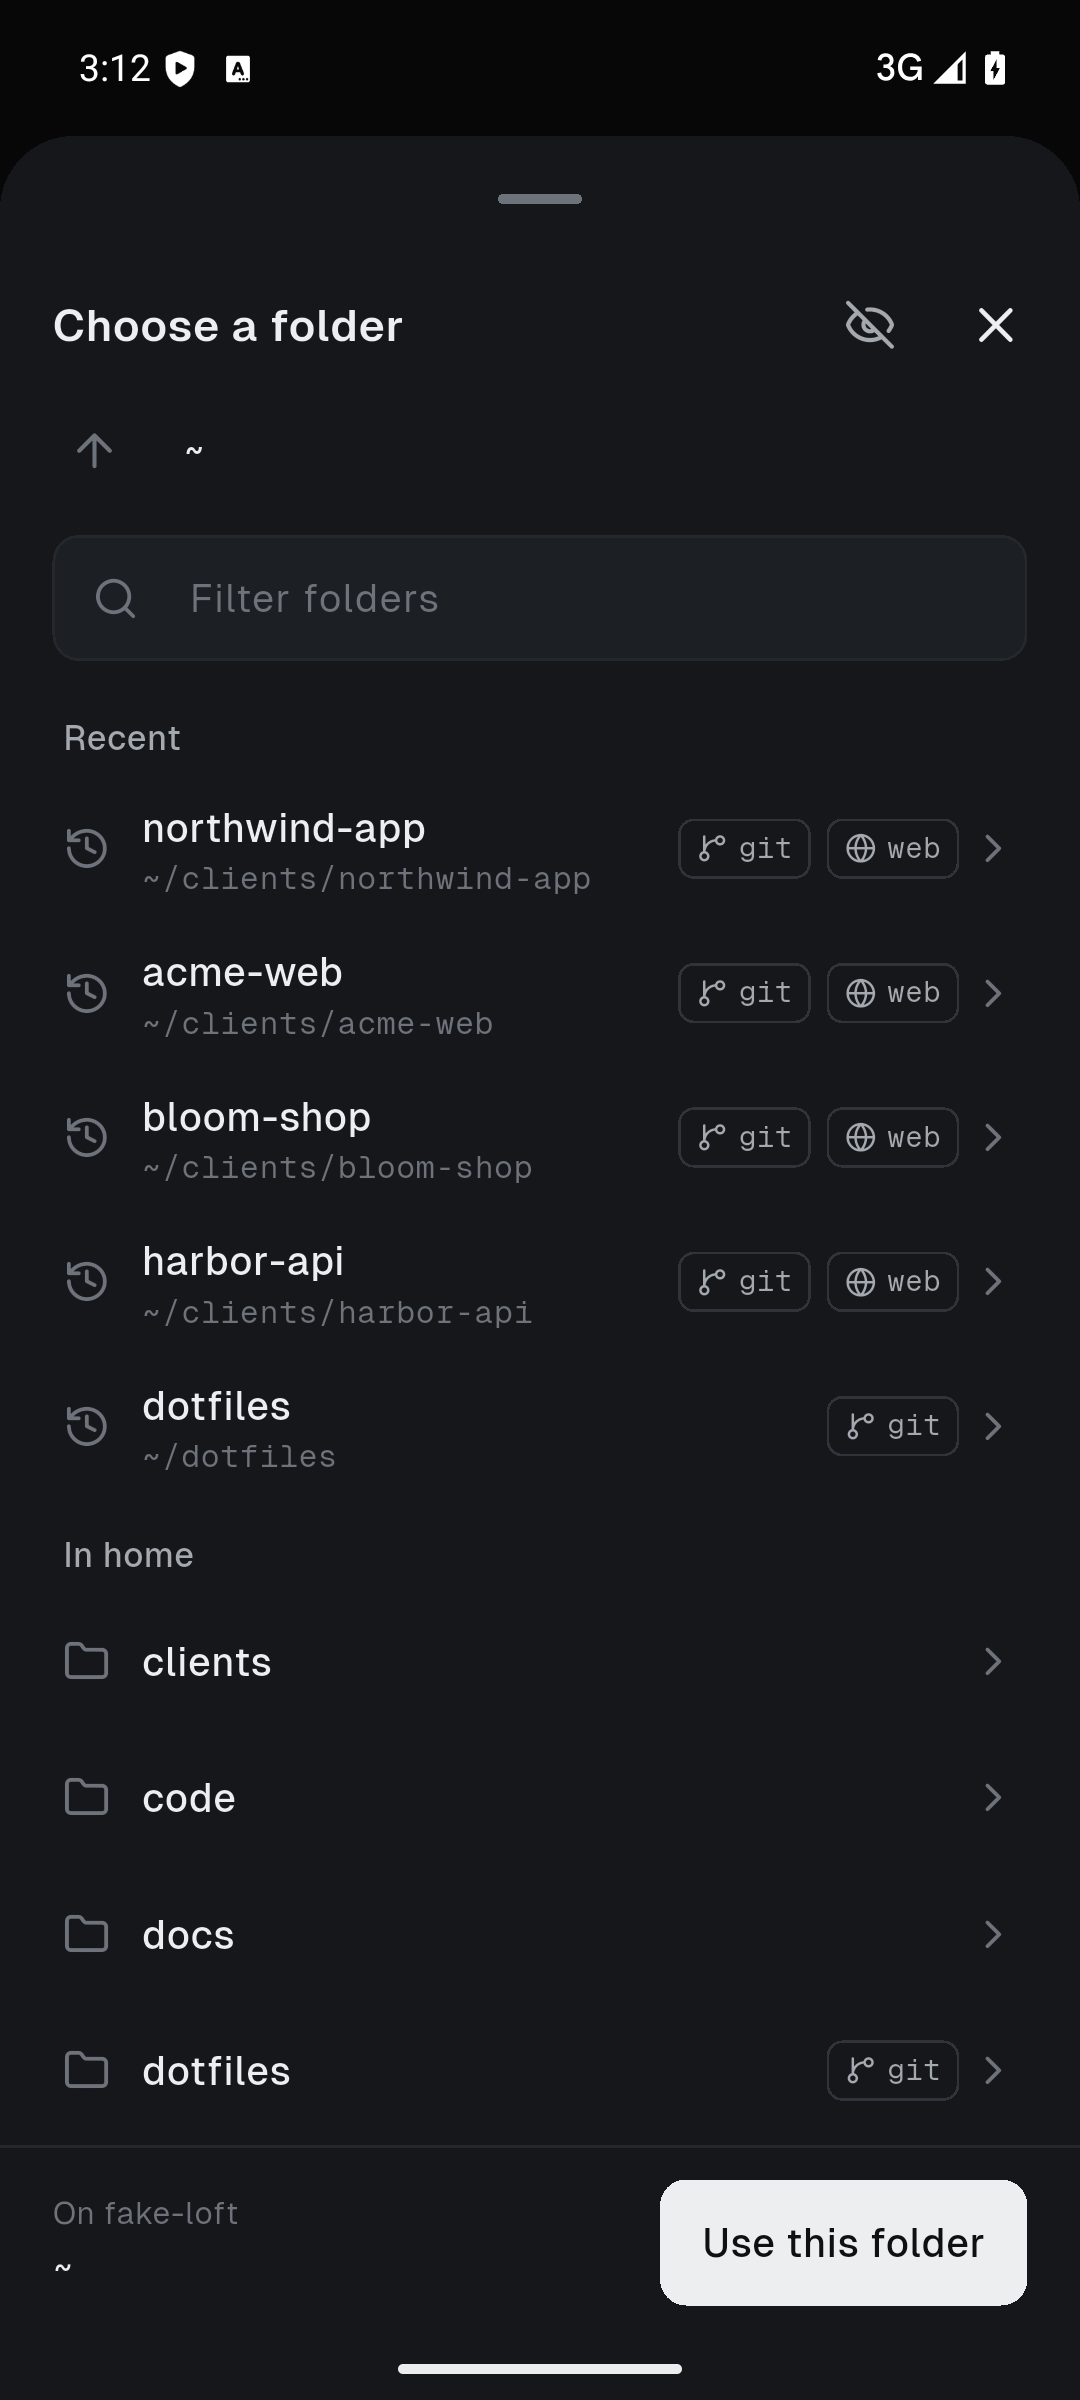 3:12
3G
Choose a folder
~
Filter folders
Recent
northwind-app
~/clients/northwind-app
git
web
acme-web
~/clients/acme-web
git
web
bloom-shop
~/clients/bloom-shop
git
web
harbor-api
~/clients/harbor-api
git
web
dotfiles
~/dotfiles
git
In home
clients
code
docs
dotfiles
git
On fake-loft
~
Use this folder